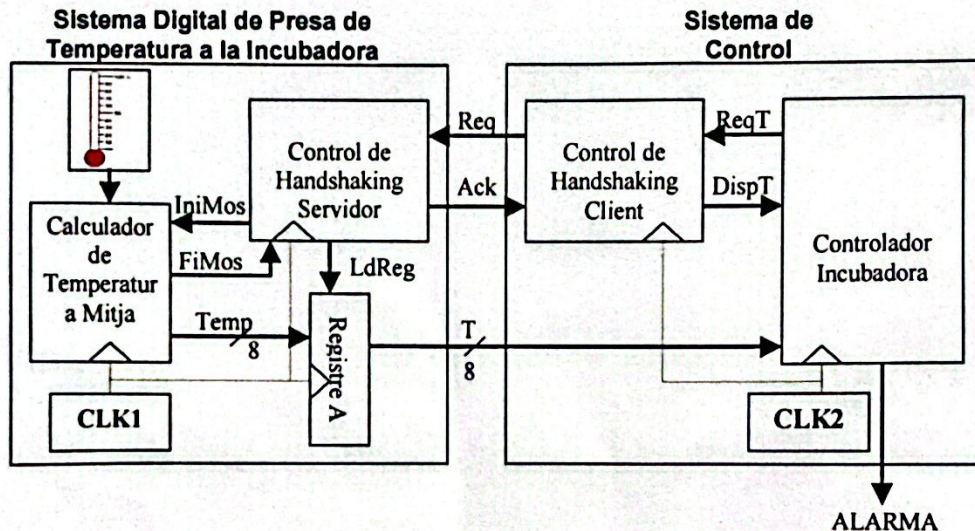 Sistema Digital de Presa de
Temperatura a la Incubadora
Sistema de
Control
Control de
Handshaking
Servidor
Req
Ack
Control de
Handshaking
Client
ReqT
DispT
Controlador
Incubadora
Calculador
de
Temperatur
a Mitja
IniMos
FiMos
LdReg
Temp
8
Registre A
T
8
CLK1
CLK2
ALARMA